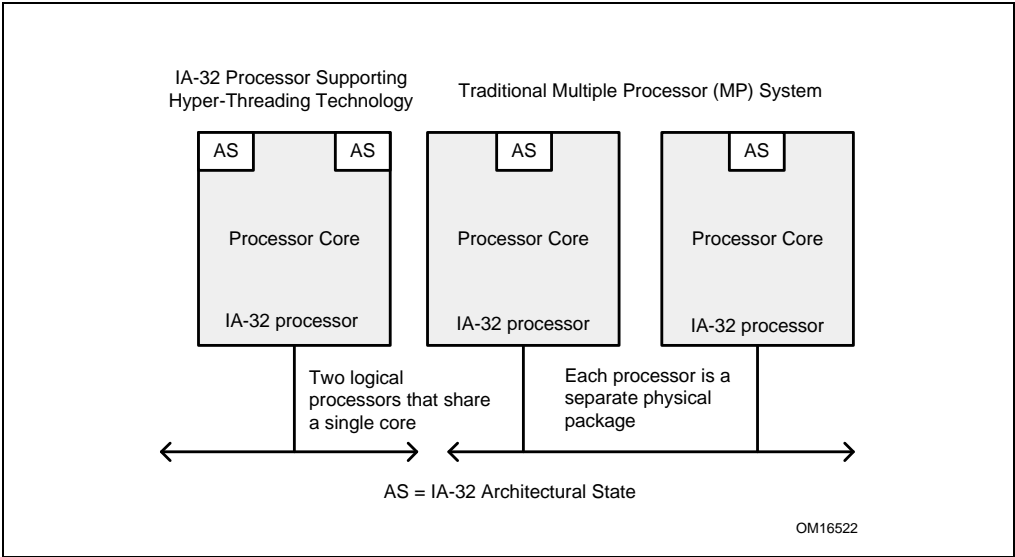 IA-32 Processor Supporting
Hyper-Threading Technology
Traditional Multiple Processor (MP) System
AS
AS
AS
AS
Processor Core
Processor Core
Processor Core
IA-32 processor
IA-32 processor
IA-32 processor
Two logical
processors that share
a single core
Each processor is a
separate physical
package
AS = IA-32 Architectural State
OM16522